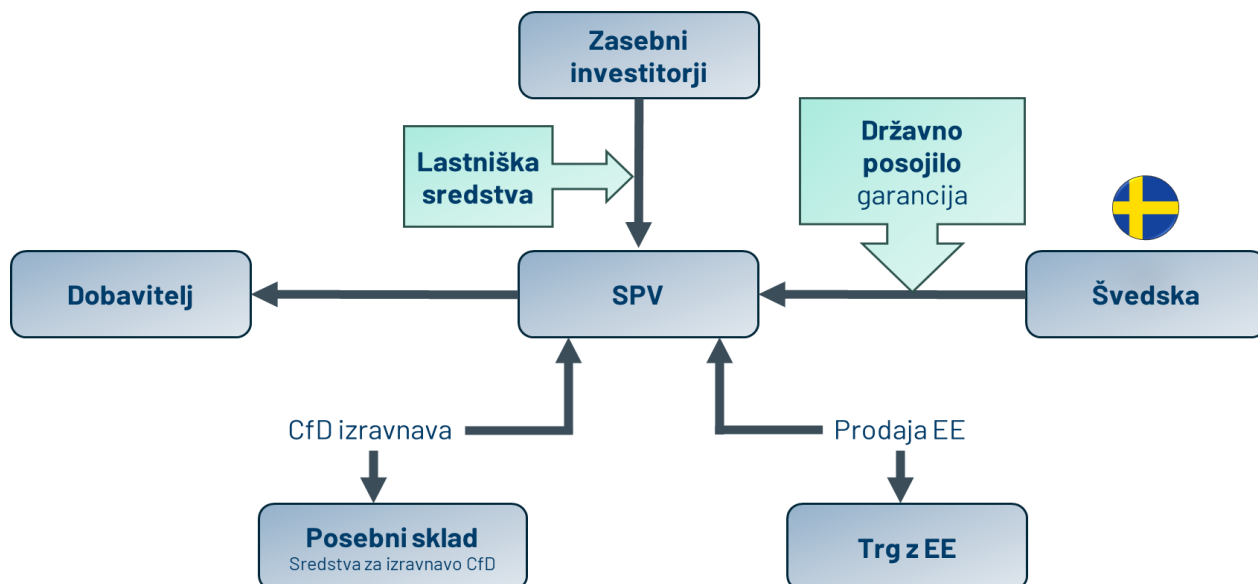 Zasebni
investitorji
Lastniška
sredstva
Državno
posojilo
garancija
Dobavitelj
SPV
Švedska
CfD izravnava
Prodaja EE
Posebni sklad
Sredstva za izravnavo CfD
Trg z EE